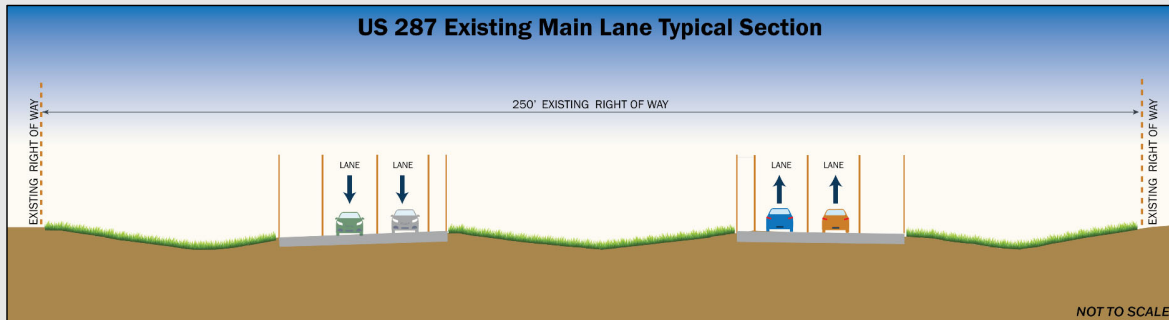 US 287 Existing Main Lane Typical Section
EXISTING RIGHT OF WAY
250' EXISTING RIGHT OF WAY
EXISTING RIGHT OF WAY
LANE
LANE
LANE
LANE
NOT TO SCALE